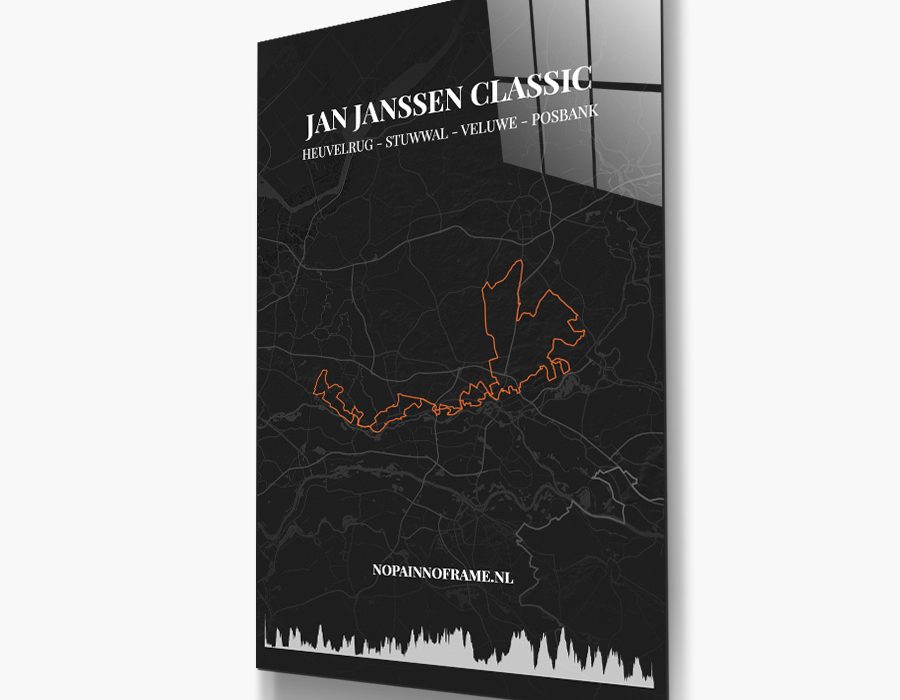 JAN JANSSEN CLASSIC
HEUVELRUG - STUWWAL - VELUWE - POSBANK
NOPAINNOFRAME.NL